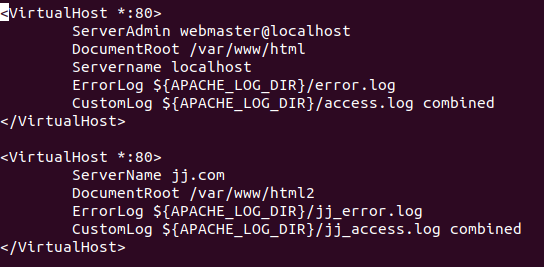 <VirtualHost *:80>
ServerAdmin webmaster@localhost
DocumentRoot /var/www/html
Servername localhost
ErrorLog ${APACHE_LOG_DIR}/error.log
CustomLog ${APACHE_LOG_DIR}/access.log combined
</VirtualHost>
<VirtualHost *:80>
ServerName jj.com
DocumentRoot /var/www/html2
ErrorLog ${APACHE_LOG_DIR}/jj_error.log
CustomLog ${APACHE_LOG_DIR}/jj_access.log combined
</VirtualHost>